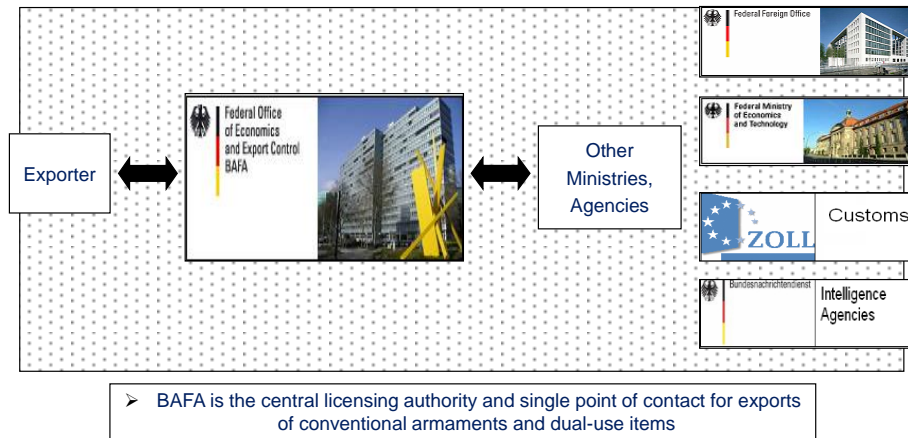 Exporter
Federal Office
of Economics
and Export Control
BAFA
Other
Ministries,
Agencies
Federal Foreign Office
Federal Ministry
of Economics
and Technology
ZOLL
Customs
Bundesnachrichtendienst
Intelligence
Agencies
➢ BAFA is the central licensing authority and single point of contact for exports
of conventional armaments and dual-use items